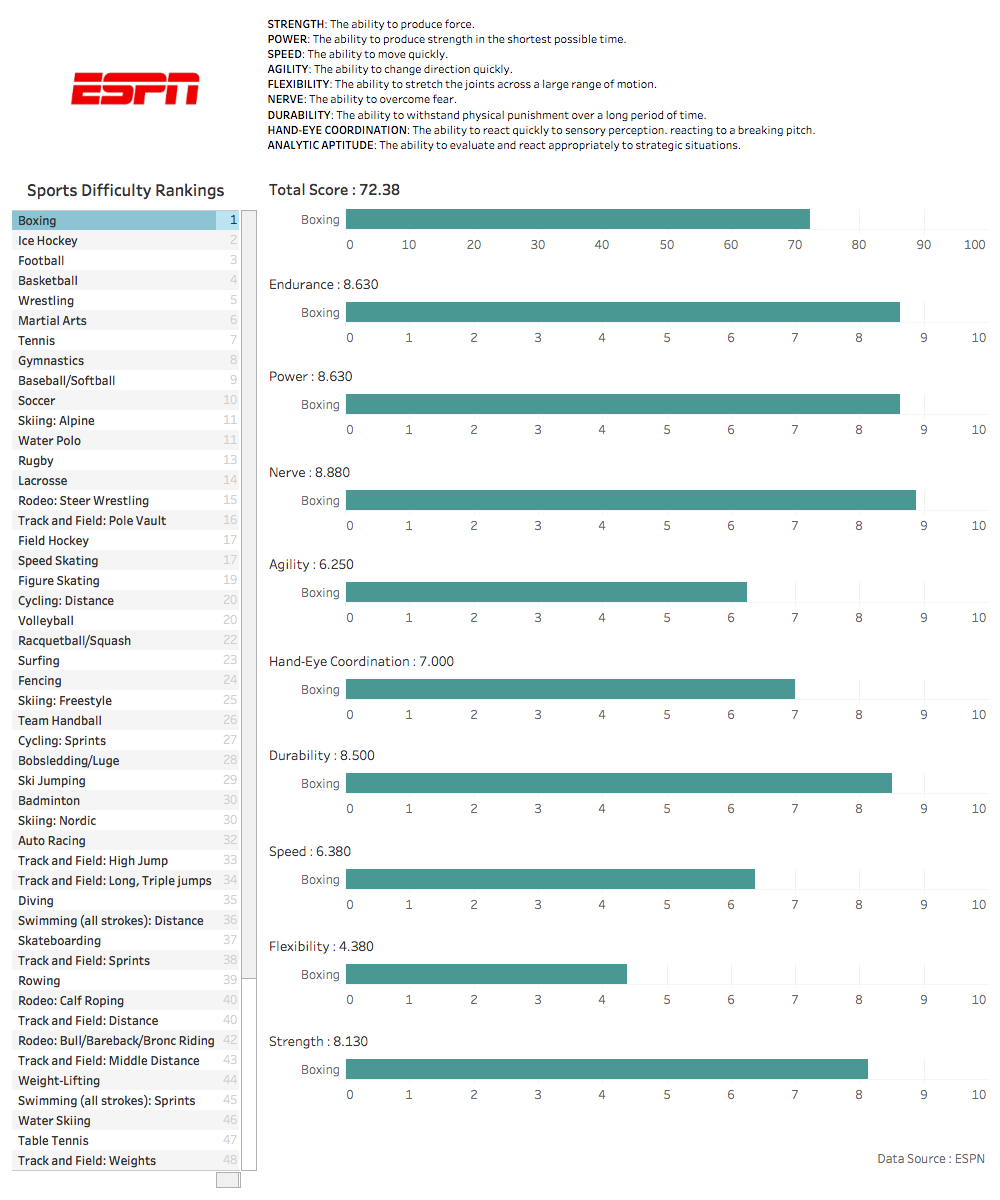 STRENGTH: The ability to produce force.
POWER: The ability to produce strength in the shortest possible time.
SPEED: The ability to move quickly.
AGILITY: The ability to change direction quickly.
FLEXIBILITY: The ability to stretch the joints across a large range of motion.
NERVE: The ability to overcome fear.
DURABILITY: The ability to withstand physical punishment over a long period of time.
HAND-EYE COORDINATION: The ability to react quickly to sensory perception. reacting to a breaking pitch.
ANALYTIC APTITUDE: The ability to evaluate and react appropriately to strategic situations.
ESPN
Sports Difficulty Rankings
Boxing 1
Ice Hockey 2
Football 3
Basketball 4
Wrestling 5
Martial Arts 6
Tennis 7
Gymnastics 8
Baseball/Softball 9
Soccer 10
Skiing: Alpine 11
Water Polo 11
Rugby 13
Lacrosse 14
Rodeo: Steer Wrestling 15
Track and Field: Pole Vault 16
Field Hockey 17
Speed Skating 17
Figure Skating 19
Cycling: Distance 20
Volleyball 20
Racquetball/Squash 22
Surfing 23
Fencing 24
Skiing: Freestyle 25
Team Handball 26
Cycling: Sprints 27
Bobsledding/Luge 28
Ski Jumping 29
Badminton 30
Skiing: Nordic 30
Auto Racing 32
Track and Field: High Jump 33
Track and Field: Long, Triple jumps 34
Diving 35
Swimming (all strokes): Distance 36
Skateboarding 37
Track and Field: Sprints 38
Rowing 39
Rodeo: Calf Roping 40
Track and Field: Distance 40
Rodeo: Bull/Bareback/Bronc Riding 42
Track and Field: Middle Distance 43
Weight-Lifting 44
Swimming (all strokes): Sprints 45
Water Skiing 46
Table Tennis 47
Track and Field: Weights 48
Total Score : 72.38
Boxing
0 10 20 30 40 50 60 70 80 90 100
Endurance : 8.630
Boxing
0 1 2 3 4 5 6 7 8 9 10
Power : 8.630
Boxing
0 1 2 3 4 5 6 7 8 9 10
Nerve : 8.880
Boxing
0 1 2 3 4 5 6 7 8 9 10
Agility : 6.250
Boxing
0 1 2 3 4 5 6 7 8 9 10
Hand-Eye Coordination : 7.000
Boxing
0 1 2 3 4 5 6 7 8 9 10
Durability : 8.500
Boxing
0 1 2 3 4 5 6 7 8 9 10
Speed : 6.380
Boxing
0 1 2 3 4 5 6 7 8 9 10
Flexibility : 4.380
Boxing
0 1 2 3 4 5 6 7 8 9 10
Strength : 8.130
Boxing
0 1 2 3 4 5 6 7 8 9 10
Data Source : ESPN